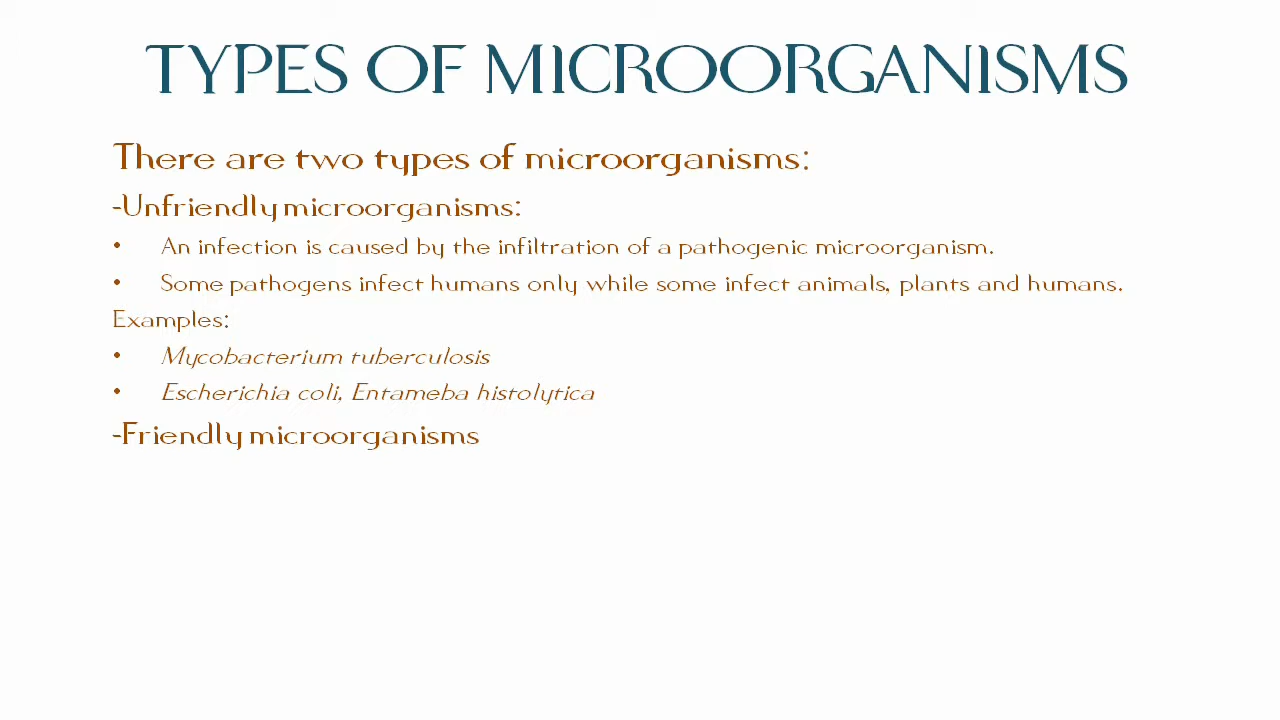 TYPES OF MICROORGANISMS
There are two types of microorganisms:
-Unfriendly microorganisms:
• An infection is caused by the infiltration of a pathogenic microorganism.
• Some pathogens infect humans only while some infect animals, plants and humans.
Examples:
• Mycobacterium tuberculosis
• Escherichia coli, Entameba histolytica
-Friendly microorganisms